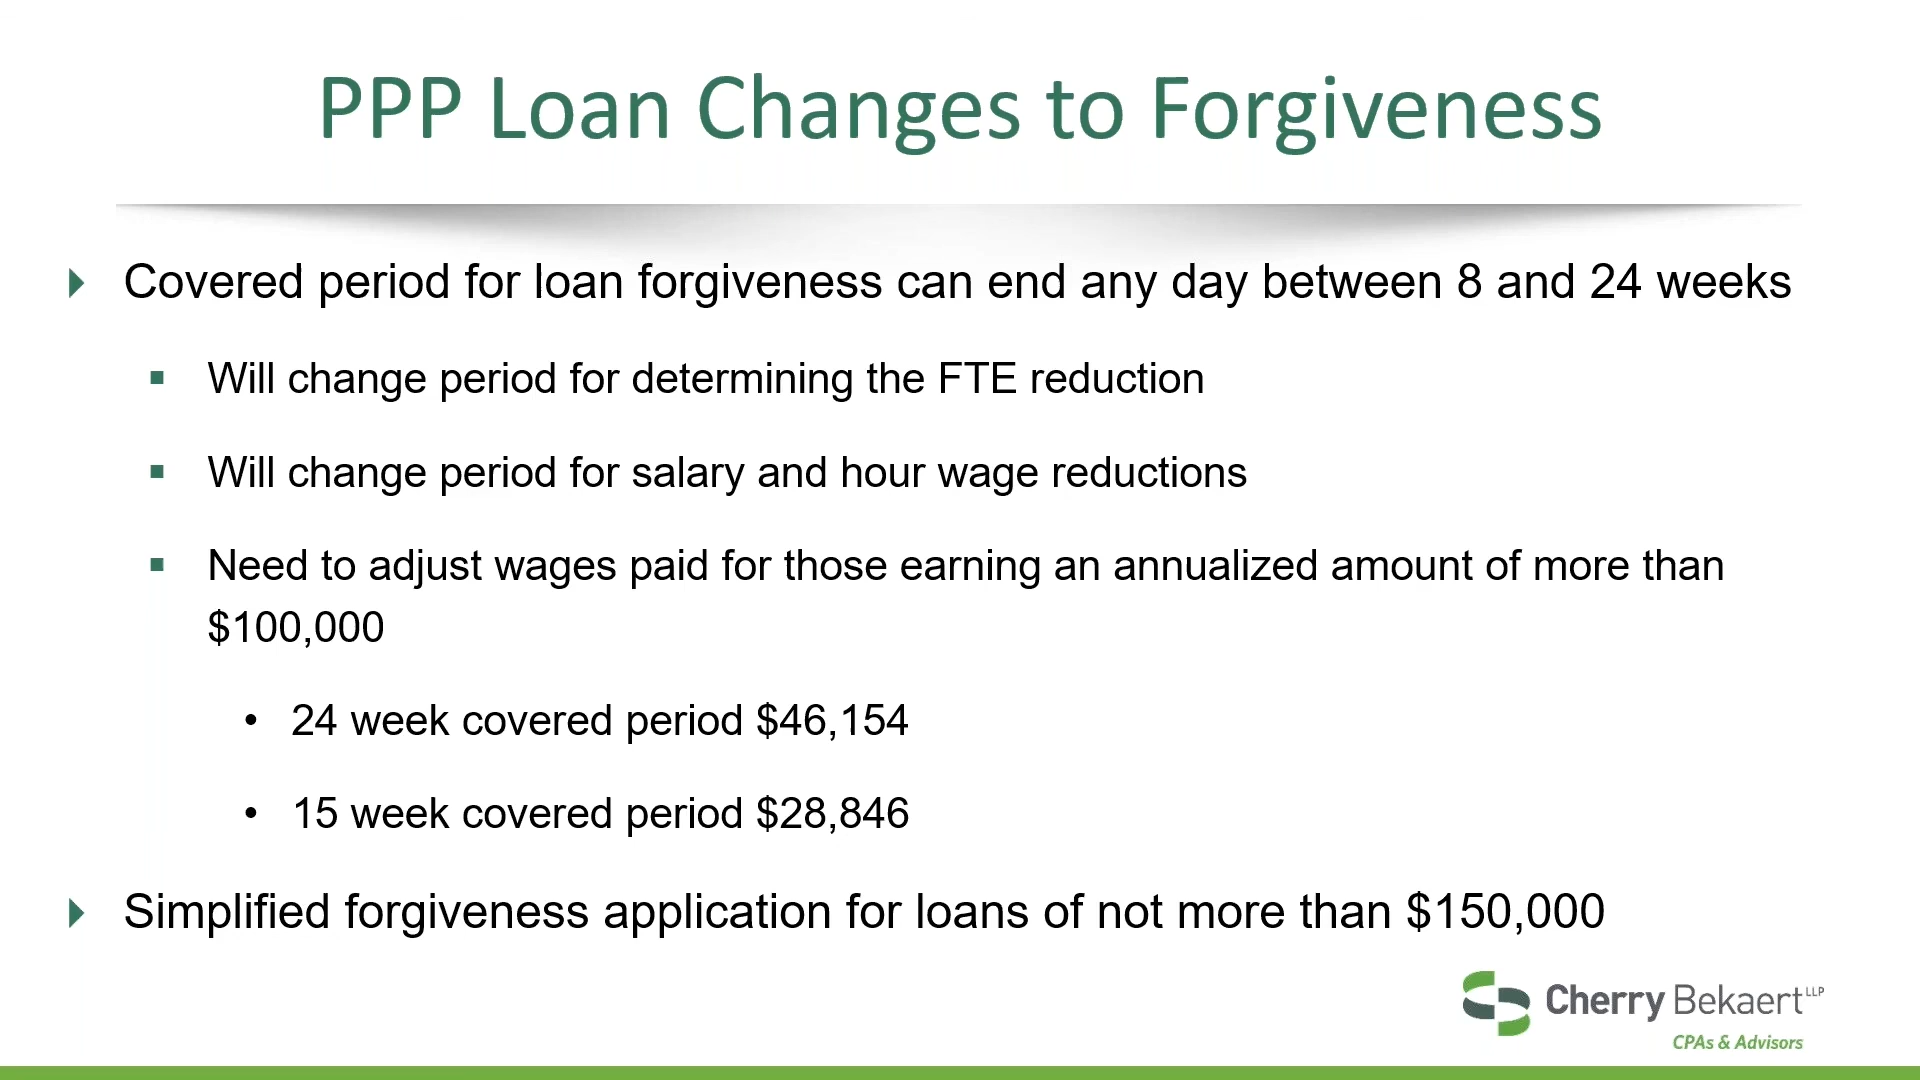 PPP Loan Changes to Forgiveness
Covered period for loan forgiveness can end any day between 8 and 24 weeks
Will change period for determining the FTE reduction
Will change period for salary and hour wage reductions
Need to adjust wages paid for those earning an annualized amount of more than
$100,000
• 24 week covered period $46,154
• 15 week covered period $28,846
Simplified forgiveness application for loans of not more than $150,000
Cherry Bekaert LLP
CPAs & Advisors